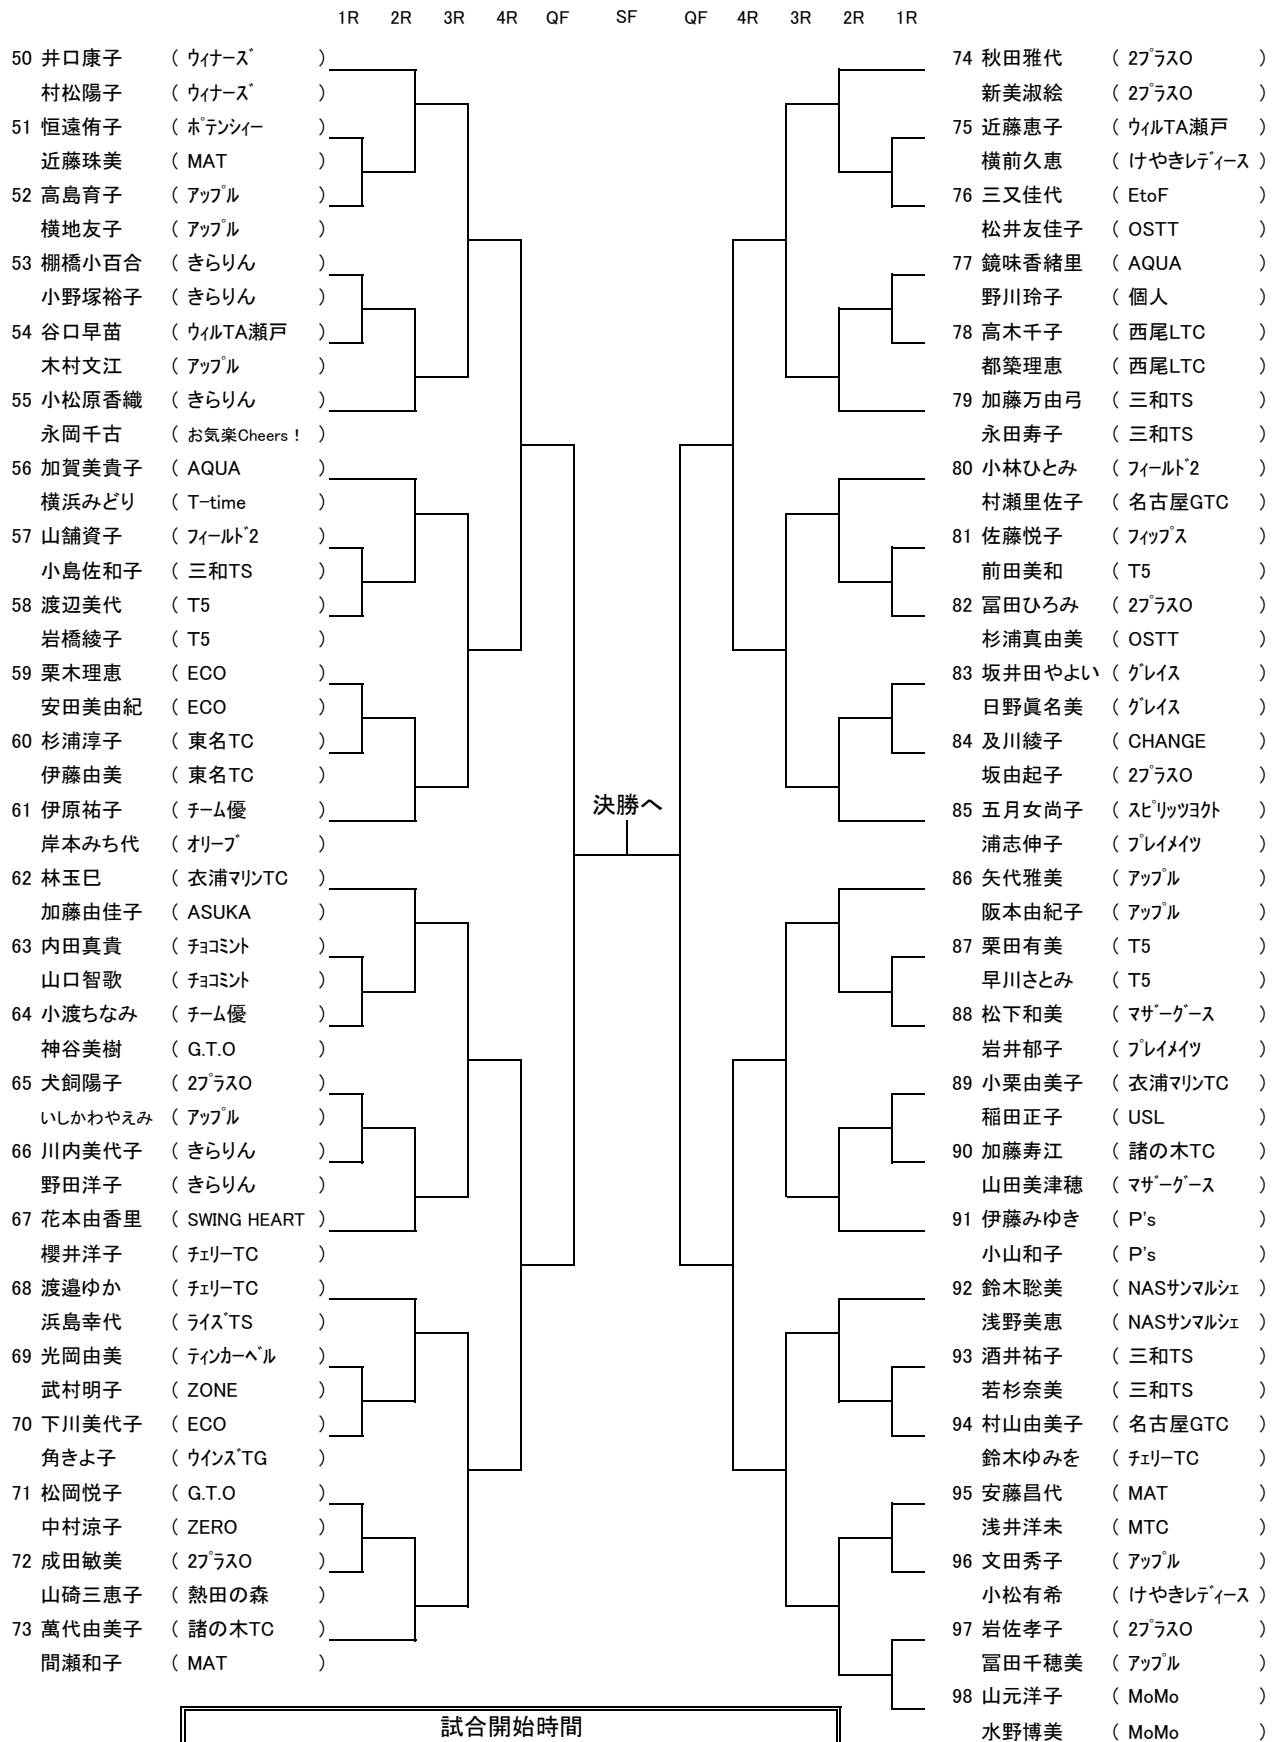 1R 2R 3R 4R QF SF QF 4R 3R 2R 1R
50 井口康子 ( ウィナーズ )
村松陽子 ( ウィナーズ )
51 恒遠侑子 ( ポテンシィー )
近藤珠美 ( MAT )
52 高島育子 ( アップル )
横地友子 ( アップル )
53 棚橋小百合 ( きらりん )
小野塚裕子 ( きらりん )
54 谷口早苗 ( ウィルTA瀬戸 )
木村文江 ( アップル )
55 小松原香織 ( きらりん )
永岡千古 ( お気楽Cheers! )
56 加賀美貴子 ( AQUA )
横浜みどり ( T-time )
57 山舗資子 ( フィールド2 )
小島佐和子 ( 三和TS )
58 渡辺美代 ( T5 )
岩橋綾子 ( T5 )
59 栗木理恵 ( ECO )
安田美由紀 ( ECO )
60 杉浦淳子 ( 東名TC )
伊藤由美 ( 東名TC )
61 伊原祐子 ( チーム優 )
岸本みち代 ( オリーブ )
62 林玉巳 ( 衣浦マリンTC )
加藤由佳子 ( ASUKA )
63 内田真貴 ( チョコミント )
山口智歌 ( チョコミント )
64 小渡ちなみ ( チーム優 )
神谷美樹 ( G.T.O )
65 犬飼陽子 ( 2プラスO )
いしかわやえみ ( アップル )
66 川内美代子 ( きらりん )
野田洋子 ( きらりん )
67 花本由香里 ( SWING HEART )
櫻井洋子 ( チェリーTC )
68 渡邉ゆか ( チェリーTC )
浜島幸代 ( ライズTS )
69 光岡由美 ( ティンカーベル )
武村明子 ( ZONE )
70 下川美代子 ( ECO )
角きよ子 ( ウインズTG )
71 松岡悦子 ( G.T.O )
中村涼子 ( ZERO )
72 成田敏美 ( 2プラスO )
山碕三恵子 ( 熱田の森 )
73 萬代由美子 ( 諸の木TC )
間瀬和子 ( MAT )
決勝へ
74 秋田雅代 ( 2プラスO )
新美淑絵 ( 2プラスO )
75 近藤恵子 ( ウィルTA瀬戸 )
横前久恵 ( けやきレディース )
76 三又佳代 ( EtoF )
松井友佳子 ( OSTT )
77 鏡味香緒里 ( AQUA )
野川玲子 ( 個人 )
78 高木千子 ( 西尾LTC )
都築理恵 ( 西尾LTC )
79 加藤万由弓 ( 三和TS )
永田寿子 ( 三和TS )
80 小林ひとみ ( フィールド2 )
村瀬里佐子 ( 名古屋GTC )
81 佐藤悦子 ( フィップス )
前田美和 ( T5 )
82 冨田ひろみ ( 2プラスO )
杉浦真由美 ( OSTT )
83 坂井田やよい ( グレイス )
日野眞名美 ( グレイス )
84 及川綾子 ( CHANGE )
坂由起子 ( 2プラスO )
85 五月女尚子 ( スピリッツヨクト )
浦志伸子 ( プレイメイツ )
86 矢代雅美 ( アップル )
阪本由紀子 ( アップル )
87 栗田有美 ( T5 )
早川さとみ ( T5 )
88 松下和美 ( マザーグース )
岩井郁子 ( プレイメイツ )
89 小栗由美子 ( 衣浦マリンTC )
稲田正子 ( USL )
90 加藤寿江 ( 諸の木TC )
山田美津穂 ( マザーグース )
91 伊藤みゆき ( P's )
小山和子 ( P's )
92 鈴木聡美 ( NASサンマルシェ )
浅野美恵 ( NASサンマルシェ )
93 酒井祐子 ( 三和TS )
若杉奈美 ( 三和TS )
94 村山由美子 ( 名古屋GTC )
鈴木ゆみを ( チェリーTC )
95 安藤昌代 ( MAT )
浅井洋未 ( MTC )
96 文田秀子 ( アップル )
小松有希 ( けやきレディース )
97 岩佐孝子 ( 2プラスO )
冨田千穂美 ( アップル )
98 山元洋子 ( MoMo )
水野博美 ( MoMo )
試合開始時間